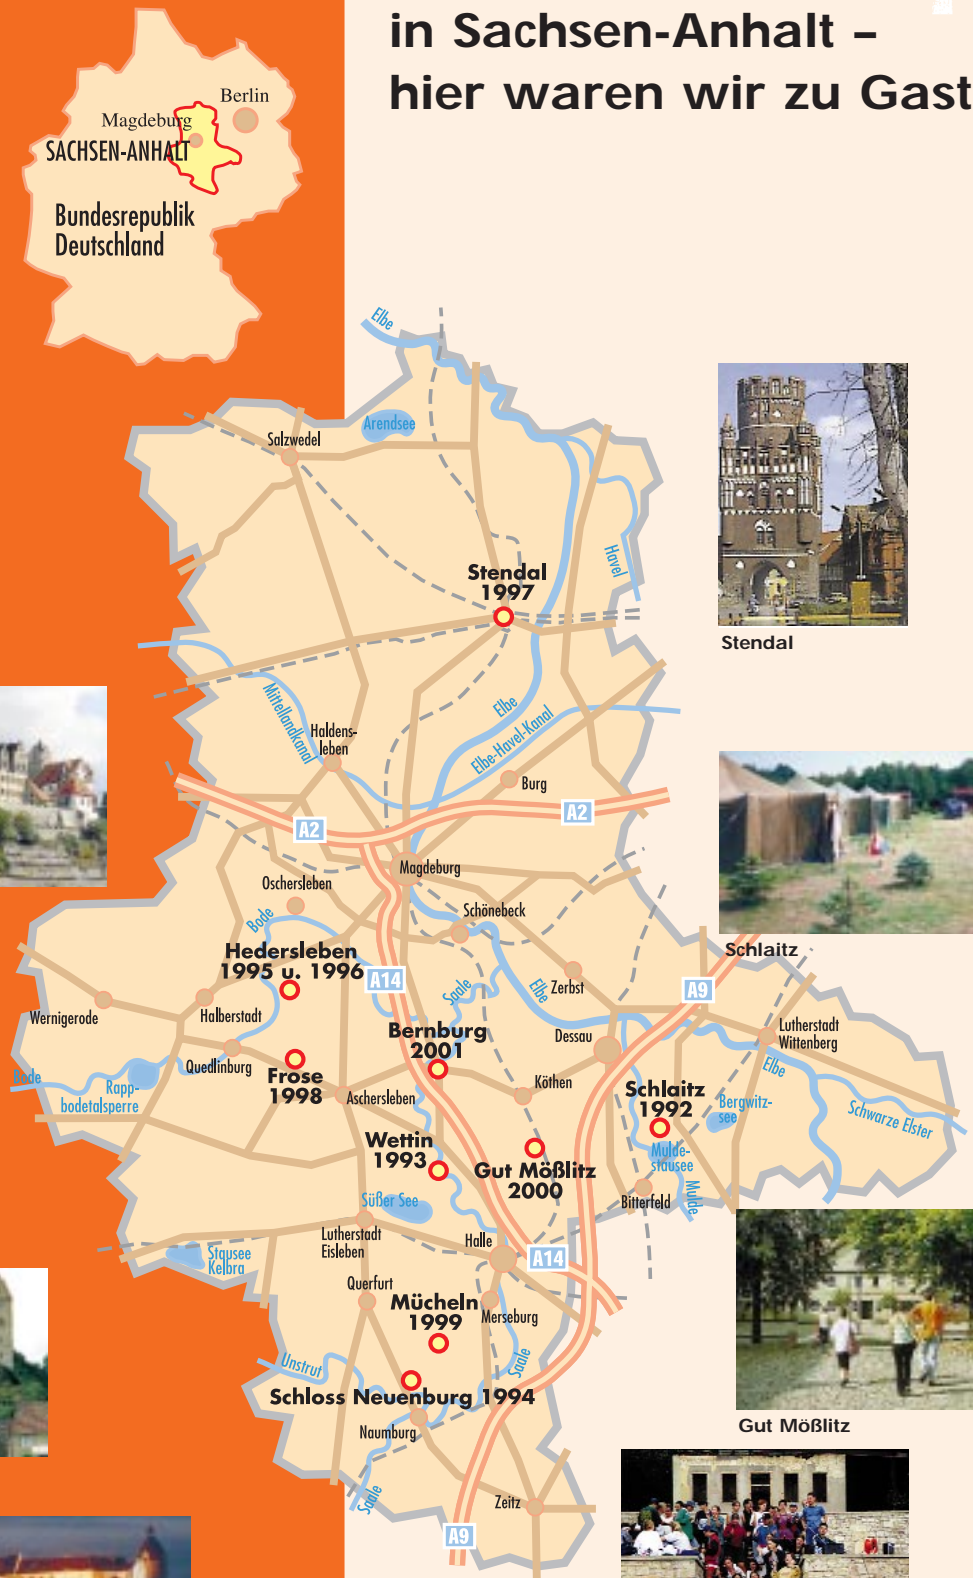 in Sachsen-Anhalt –
hier waren wir zu Gast
Berlin
Magdeburg
SACHSEN-ANHALT
Bundesrepublik
Deutschland
Elbe
Arendsee
Salzwedel
Havel
Stendal
1997
Stendal
Mittellandkanal
Haldens-
leben
Elbe
Elbe-Havel-Kanal
Burg
A2
A2
Magdeburg
Oschersleben
Schönebeck
Bode
Schlaitz
Hedersleben
1995 u. 1996
A14
Saale
Elbe
Zerbst
A9
Wernigerode
Halberstadt
Bernburg
2001
Dessau
Lutherstadt
Wittenberg
Quedlinburg
Elbe
Bode
Rapp-
bodetalsperre
Frose
1998
Aschersleben
Köthen
Schlaitz
1992
Bergwitz-
see
Schwarze Elster
Wettin
1993
Gut Mößlitz
2000
Mulde-
stausee
Bitterfeld
Mulde
Süßer See
Lutherstadt
Eisleben
Halle
A14
Stausee
Kelbra
Querfurt
Mücheln
1999
Merseburg
Saale
Unstrut
Schloss Neuenburg 1994
Naumburg
Gut Mößlitz
Saale
Zeitz
A9